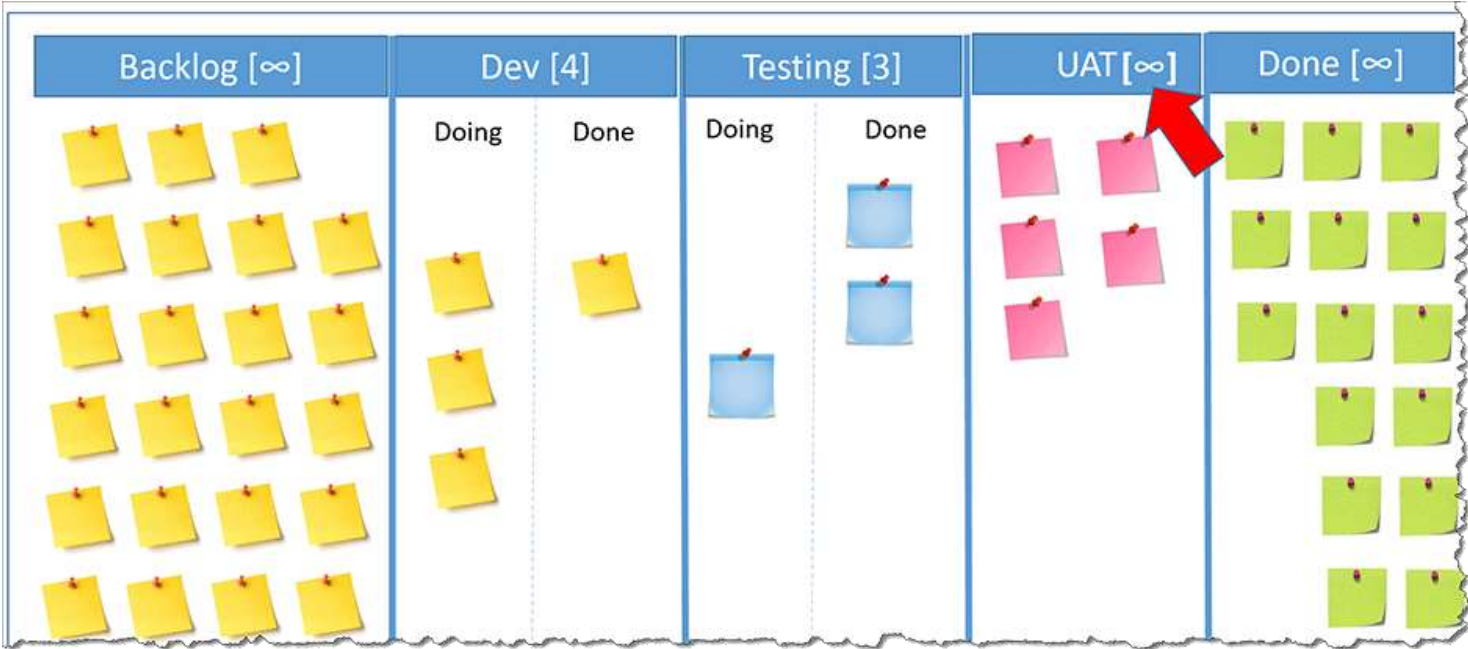 Backlog [∞]
Dev [4]
Testing [3]
UAT[∞]
Done [∞]
Doing
Done
Doing
Done